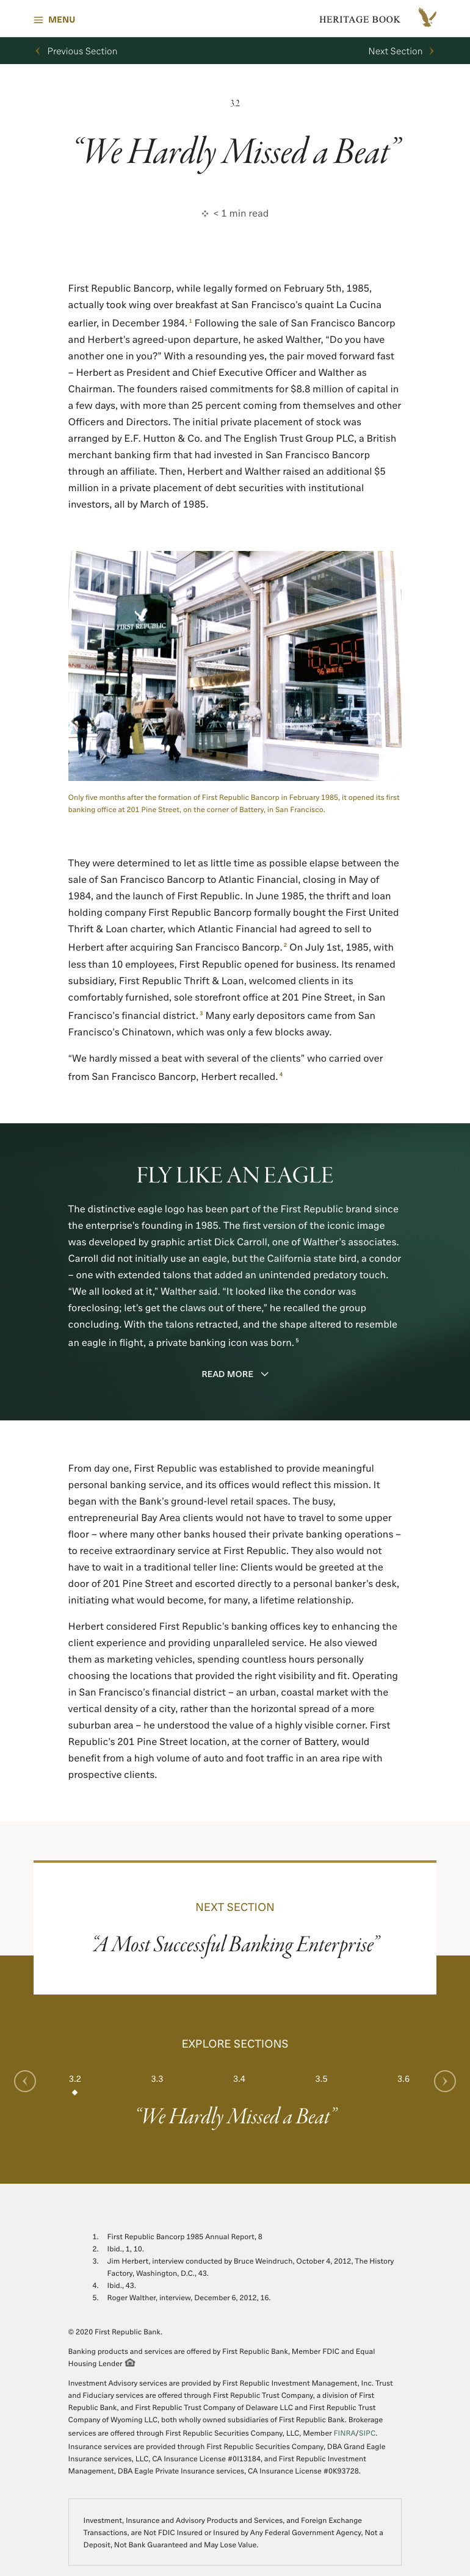 MENU
HERITAGE BOOK
Previous Section
Next Section
3.2
“We Hardly Missed a Beat”
< 1 min read
First Republic Bancorp, while legally formed on February 5th, 1985,
actually took wing over breakfast at San Francisco’s quaint La Cucina
earlier, in December 1984.1 Following the sale of San Francisco Bancorp
and Herbert’s agreed-upon departure, he asked Walther, “Do you have
another one in you?” With a resounding yes, the pair moved forward fast
– Herbert as President and Chief Executive Officer and Walther as
Chairman. The founders raised commitments for $8.8 million of capital in
a few days, with more than 25 percent coming from themselves and other
Officers and Directors. The initial private placement of stock was
arranged by E.F. Hutton & Co. and The English Trust Group PLC, a British
merchant banking firm that had invested in San Francisco Bancorp
through an affiliate. Then, Herbert and Walther raised an additional $5
million in a private placement of debt securities with institutional
investors, all by March of 1985.
FIRST REPUBLIC
10.250
Only five months after the formation of First Republic Bancorp in February 1985, it opened its first
banking office at 201 Pine Street, on the corner of Battery, in San Francisco.
They were determined to let as little time as possible elapse between the
sale of San Francisco Bancorp to Atlantic Financial, closing in May of
1984, and the launch of First Republic. In June 1985, the thrift and loan
holding company First Republic Bancorp formally bought the First United
Thrift & Loan charter, which Atlantic Financial had agreed to sell to
Herbert after acquiring San Francisco Bancorp.2 On July 1st, 1985, with
less than 10 employees, First Republic opened for business. Its renamed
subsidiary, First Republic Thrift & Loan, welcomed clients in its
comfortably furnished, sole storefront office at 201 Pine Street, in San
Francisco’s financial district.3 Many early depositors came from San
Francisco’s Chinatown, which was only a few blocks away.
“We hardly missed a beat with several of the clients” who carried over
from San Francisco Bancorp, Herbert recalled.4
FLY LIKE AN EAGLE
The distinctive eagle logo has been part of the First Republic brand since
the enterprise’s founding in 1985. The first version of the iconic image
was developed by graphic artist Dick Carroll, one of Walther’s associates.
Carroll did not initially use an eagle, but the California state bird, a condor
– one with extended talons that added an unintended predatory touch.
“We all looked at it,” Walther said. “It looked like the condor was
foreclosing; let’s get the claws out of there,” he recalled the group
concluding. With the talons retracted, and the shape altered to resemble
an eagle in flight, a private banking icon was born.5
READ MORE
From day one, First Republic was established to provide meaningful
personal banking service, and its offices would reflect this mission. It
began with the Bank’s ground-level retail spaces. The busy,
entrepreneurial Bay Area clients would not have to travel to some upper
floor – where many other banks housed their private banking operations –
to receive extraordinary service at First Republic. They also would not
have to wait in a traditional teller line: Clients would be greeted at the
door of 201 Pine Street and escorted directly to a personal banker’s desk,
initiating what would become, for many, a lifetime relationship.
Herbert considered First Republic’s banking offices key to enhancing the
client experience and providing unparalleled service. He also viewed
them as marketing vehicles, spending countless hours personally
choosing the locations that provided the right visibility and fit. Operating
in San Francisco’s financial district – an urban, coastal market with the
vertical density of a city, rather than the horizontal spread of a more
suburban area – he understood the value of a highly visible corner. First
Republic’s 201 Pine Street location, at the corner of Battery, would
benefit from a high volume of auto and foot traffic in an area ripe with
prospective clients.
NEXT SECTION
“A Most Successful Banking Enterprise”
EXPLORE SECTIONS
3.2 3.3 3.4 3.5 3.6
“We Hardly Missed a Beat”
1. First Republic Bancorp 1985 Annual Report, 8
2. Ibid., 1, 10.
3. Jim Herbert, interview conducted by Bruce Weindruch, October 4, 2012, The History
Factory, Washington, D.C., 43.
4. Ibid., 43.
5. Roger Walther, interview, December 6, 2012, 16.
© 2020 First Republic Bank.
Banking products and services are offered by First Republic Bank, Member FDIC and Equal
Housing Lender
Investment Advisory services are provided by First Republic Investment Management, Inc. Trust
and Fiduciary services are offered through First Republic Trust Company, a division of First
Republic Bank, and First Republic Trust Company of Delaware LLC and First Republic Trust
Company of Wyoming LLC, both wholly owned subsidiaries of First Republic Bank. Brokerage
services are offered through First Republic Securities Company, LLC, Member FINRA/SIPC.
Insurance services are provided through First Republic Securities Company, DBA Grand Eagle
Insurance services, LLC, CA Insurance License #0I13184, and First Republic Investment
Management, DBA Eagle Private Insurance services, CA Insurance License #0K93728.
Investment, Insurance and Advisory Products and Services, and Foreign Exchange
Transactions, are Not FDIC Insured or Insured by Any Federal Government Agency, Not a
Deposit, Not Bank Guaranteed and May Lose Value.